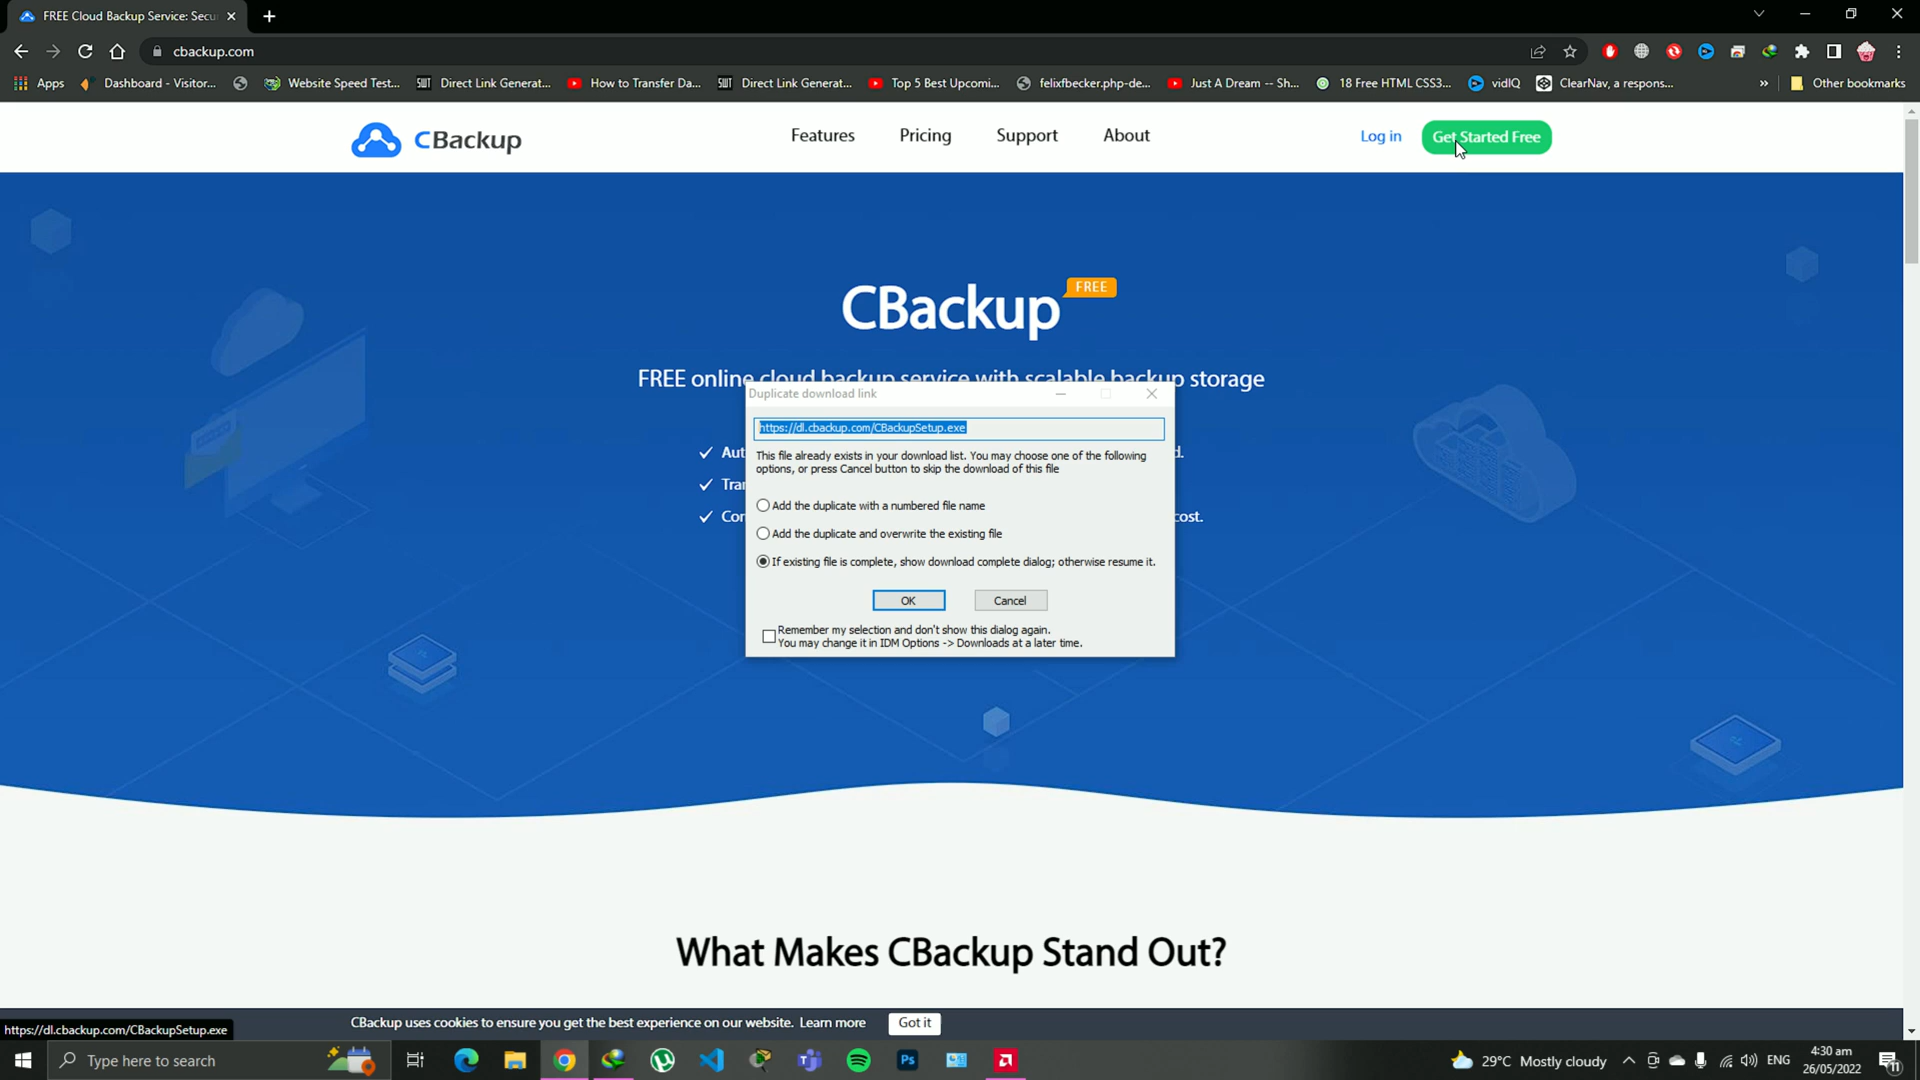 FREE Cloud Backup Service: Secu
cbackup.com
Apps
Dashboard - Visitor...
Website Speed Test...
Direct Link Generat...
How to Transfer Da...
Direct Link Generat...
Top 5 Best Upcomi...
felixfbecker.php-de...
Just A Dream -- Sh...
18 Free HTML CSS3...
vidIQ
ClearNav, a respons...
»
Other bookmarks
CBackup
Features
Pricing
Support
About
Log in
Get Started Free
CBackup
FREE
FREE online cloud backup service with scalable backup storage
Duplicate download link
https://dl.cbackup.com/CBackupSetup.exe
This file already exists in your download list. You may choose one of the following
options, or press Cancel button to skip the download of this file
Add the duplicate with a numbered file name
Add the duplicate and overwrite the existing file
If existing file is complete, show download complete dialog; otherwise resume it.
OK
Cancel
Remember my selection and don't show this dialog again.
You may change it in IDM Options -> Downloads at a later time.
Aut
d.
Tra
Cor
cost.
What Makes CBackup Stand Out?
https://dl.cbackup.com/CBackupSetup.exe
CBackup uses cookies to ensure you get the best experience on our website. Learn more
Got it
Type here to search
Ps
29°C Mostly cloudy
ENG
4:30 am
26/05/2022
11